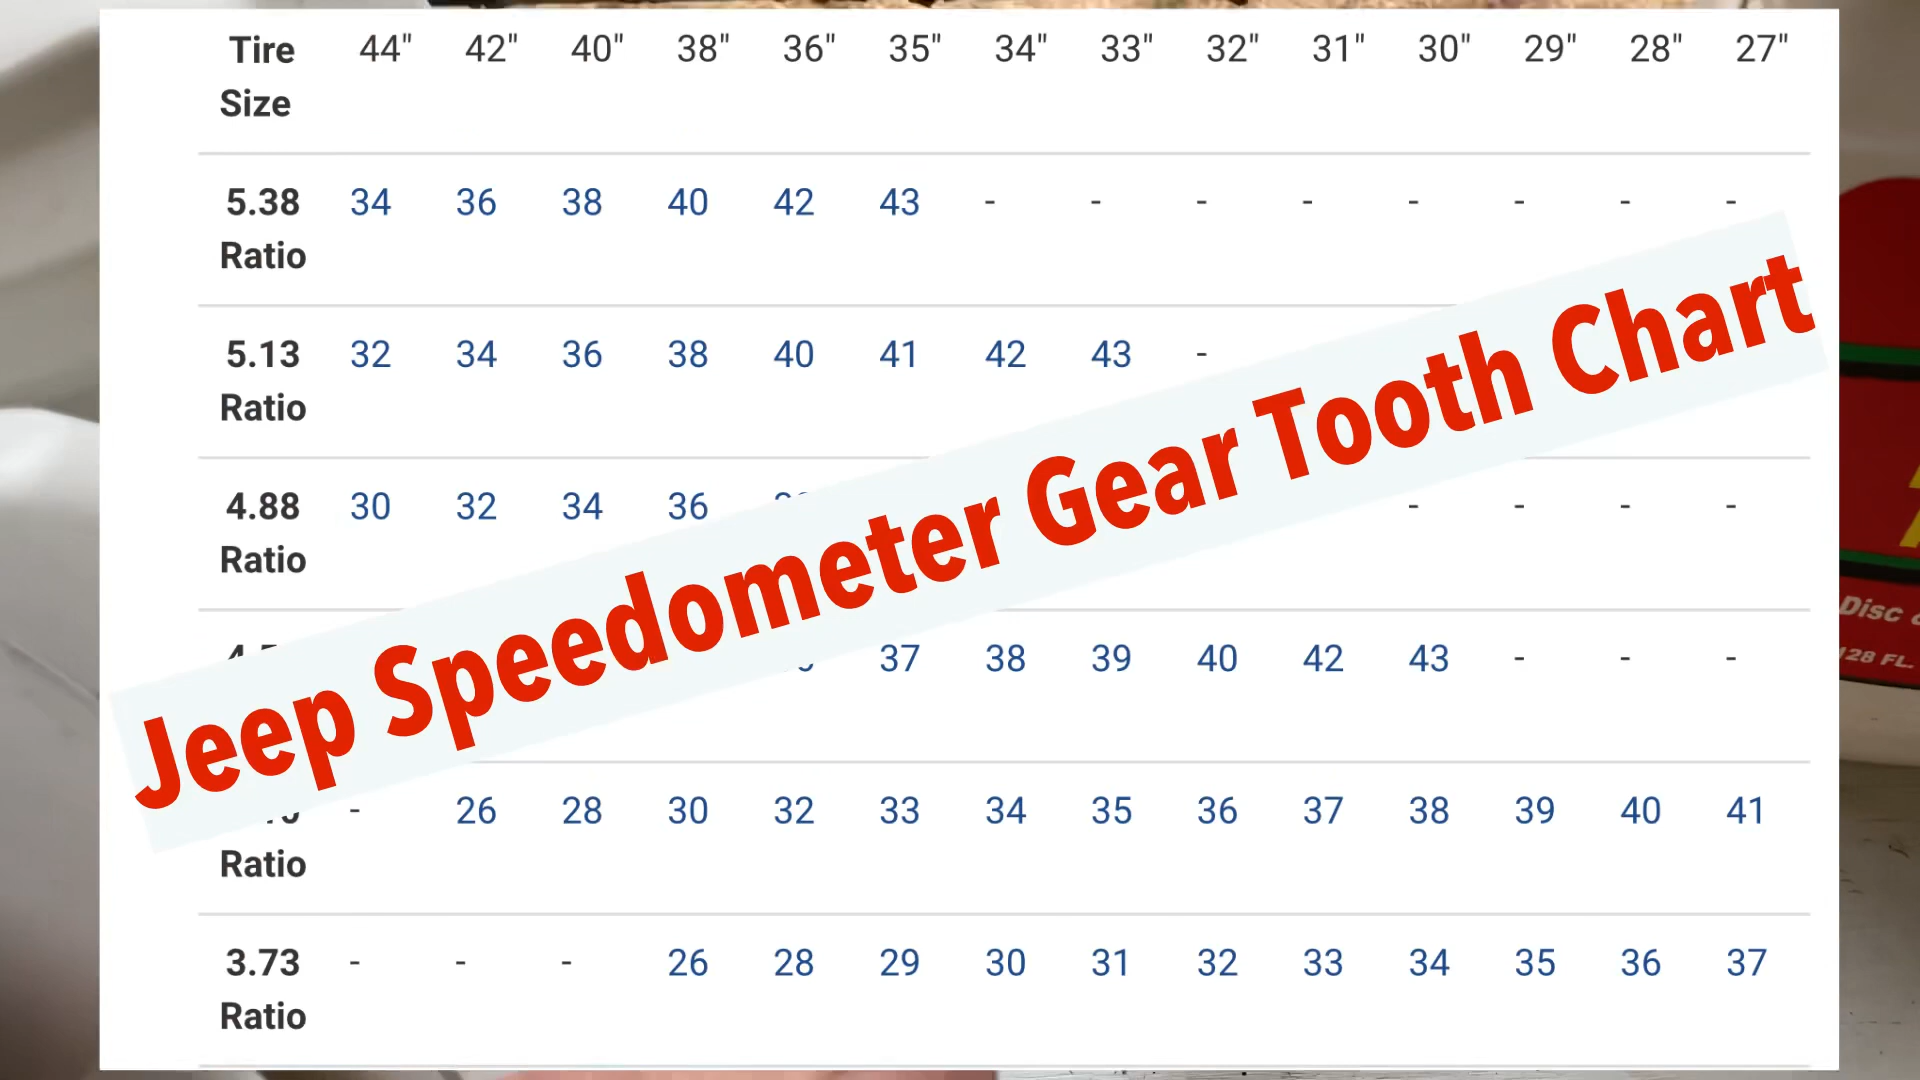 Tire 44" 42" 40" 38" 36" 35" 34" 33" 32" 31" 30" 29" 28" 27"
Size
5.38 34 36 38 40 42 43 - - - - - - - -
Ratio
5.13 32 34 36 38 40 41 42 43 -
Ratio
4.88 30 32 34 36 - - - -
Ratio
37 38 39 40 42 43 - - -
- 26 28 30 32 33 34 35 36 37 38 39 40 41
Ratio
3.73 - - - 26 28 29 30 31 32 33 34 35 36 37
Ratio
Jeep Speedometer Gear Tooth Chart
Disc
128 FL.